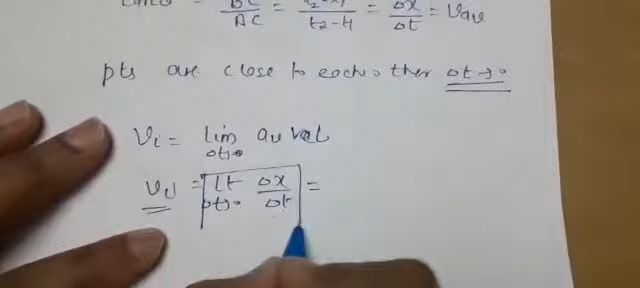 = BC/AC = x2-x1/t2-t1 = Δx/Δt = Vav
pts are close to each other Δt→0
Vi = lim Δt→0 av vel
Vi = Lt Δt→0 Δx/Δt =